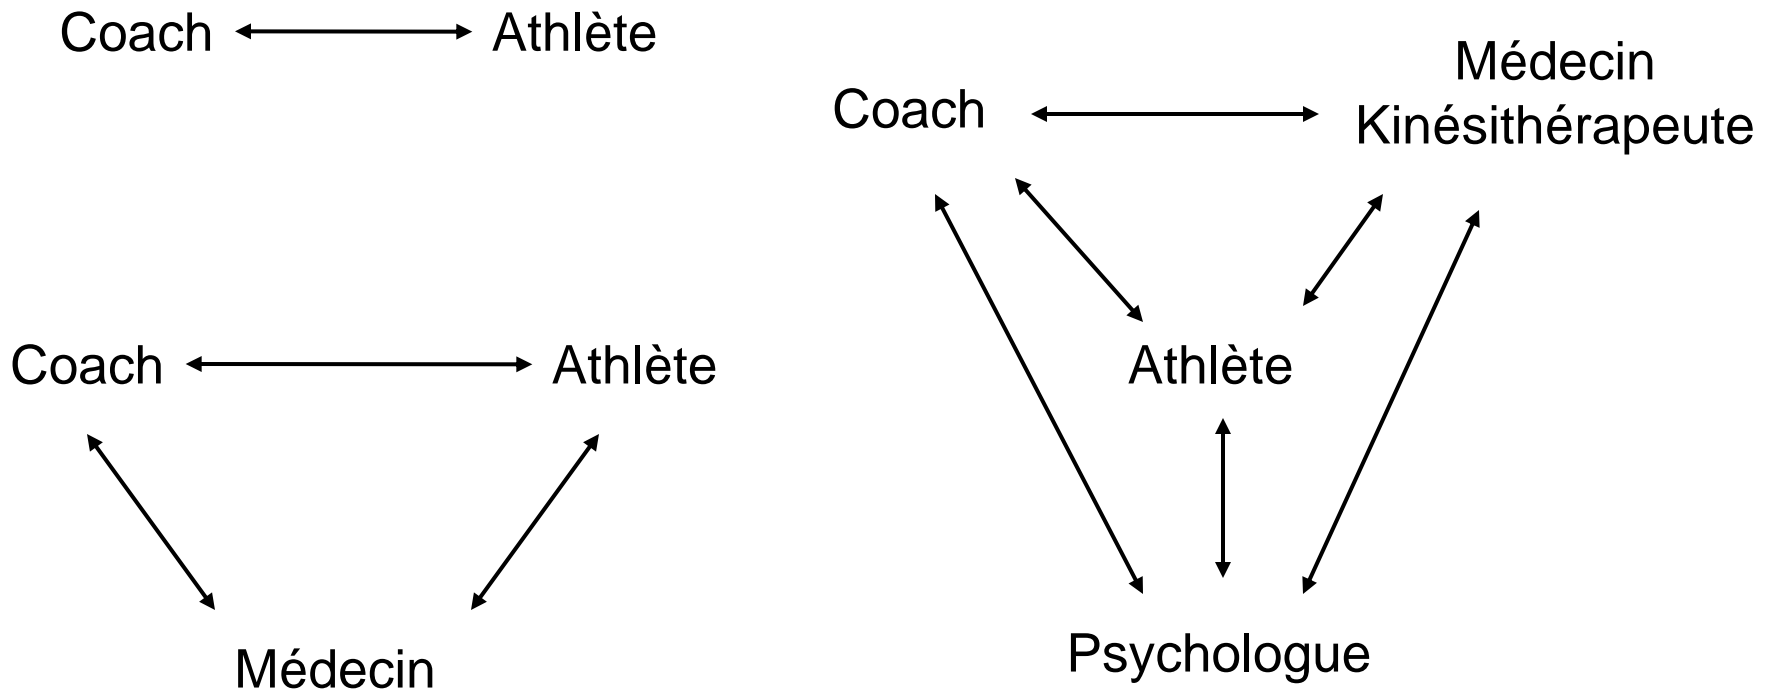 Coach
Athlète
Coach
Athlète
Médecin
Coach
Médecin
Kinésithérapeute
Athlète
Psychologue